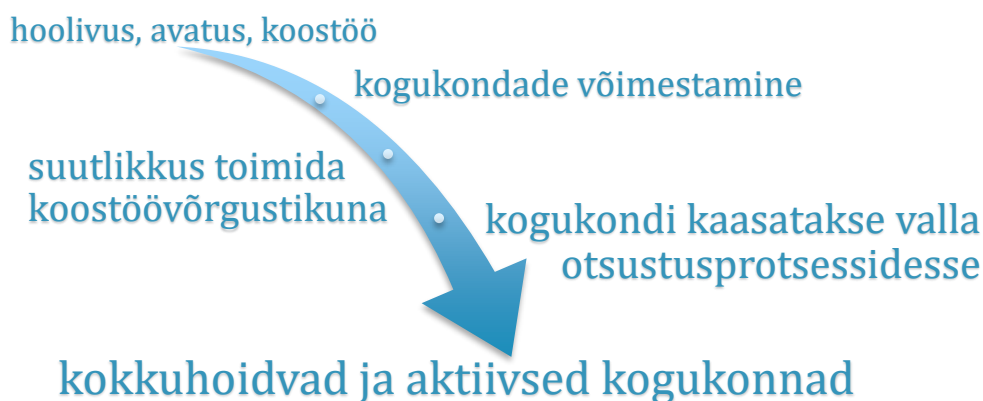 hoolivus, avatus, koostöö
kogukondade võimestamine
suutlikkus toimida
koostöövõrgustikuna
kogukondi kaasatakse valla
otsustusprotsessidesse
kokkuhoidvad ja aktiivsed kogukonnad